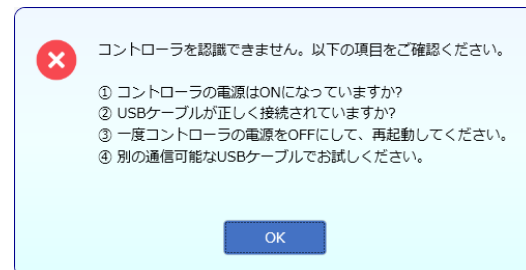 コントローラを認識できません。以下の項目をご確認ください。
① コントローラの電源はONになっていますか?
② USBケーブルが正しく接続されていますか?
③ 一度コントローラの電源をOFFにして、再起動してください。
④ 別の通信可能なUSBケーブルでお試しください。
OK